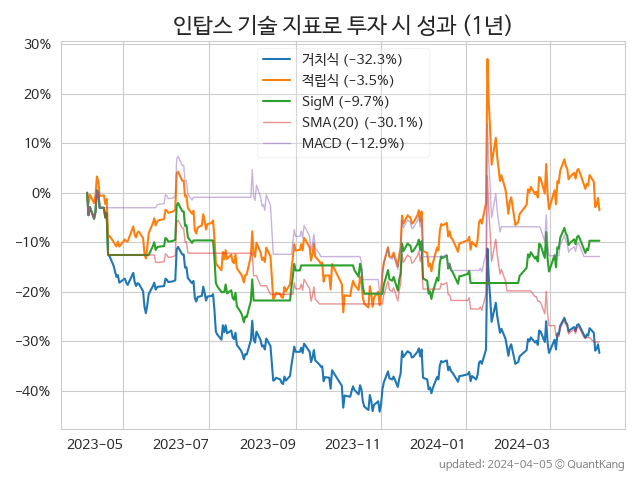 인탑스 기술 지표로 투자 시 성과 (1년)
거치식 (−32.3%)
적립식 (−3.5%)
SigM (−9.7%)
SMA(20) (−30.1%)
MACD (−12.9%)
30%
20%
10%
0%
−10%
−20%
−30%
−40%
2023-05 2023-07 2023-09 2023-11 2024-01 2024-03
updated: 2024-04-05 © QuantKang